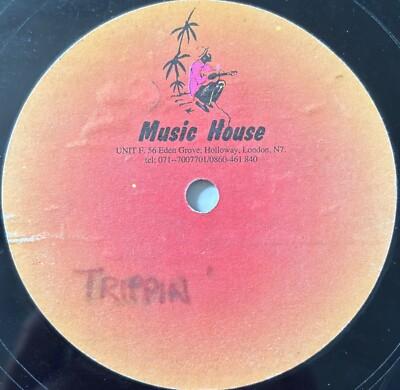 Music House
UNIT F. 56 Eden Grove, Holloway, London, N7.
tel; 071--7007701/0860-461 840
TRIPPIN'